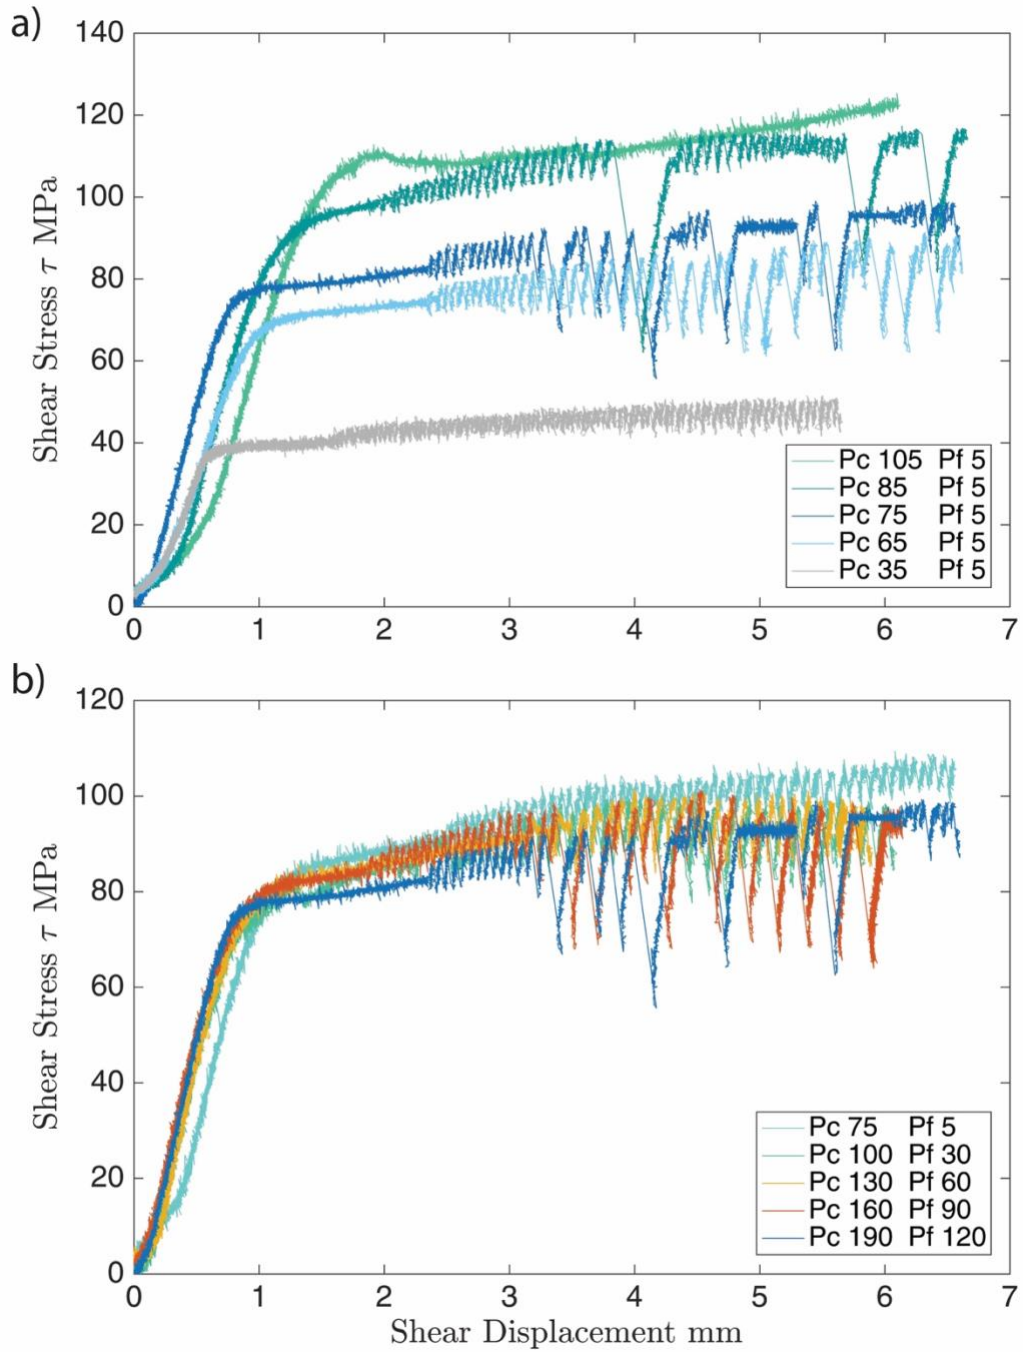 a)
140
120
100
80
60
40
20
0
Shear Stress τ MPa
0 1 2 3 4 5 6 7
Pc 105 Pf 5
Pc 85 Pf 5
Pc 75 Pf 5
Pc 65 Pf 5
Pc 35 Pf 5
b)
120
100
80
60
40
20
0
Shear Stress τ MPa
0 1 2 3 4 5 6 7
Shear Displacement mm
Pc 75 Pf 5
Pc 100 Pf 30
Pc 130 Pf 60
Pc 160 Pf 90
Pc 190 Pf 120